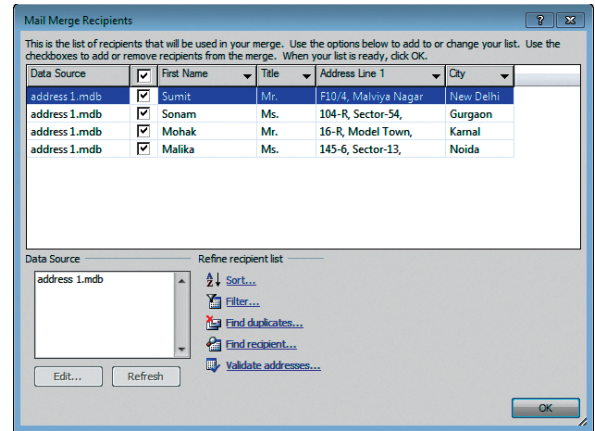 Mail Merge Recipients
This is the list of recipients that will be used in your merge. Use the options below to add to or change your list. Use the
checkboxes to add or remove recipients from the merge. When your list is ready, click OK.
Data Source First Name Title Address Line 1 City
address 1.mdb Sumit Mr. F10/4, Malviya Nagar New Delhi
address 1.mdb Sonam Ms. 104-R, Sector-54, Gurgaon
address 1.mdb Mohak Mr. 16-R, Model Town, Karnal
address 1.mdb Malika Ms. 145-6, Sector-13, Noida
Data Source Refine recipient list
address 1.mdb
Sort...
Filter...
Find duplicates...
Find recipient...
Validate addresses...
Edit... Refresh
OK